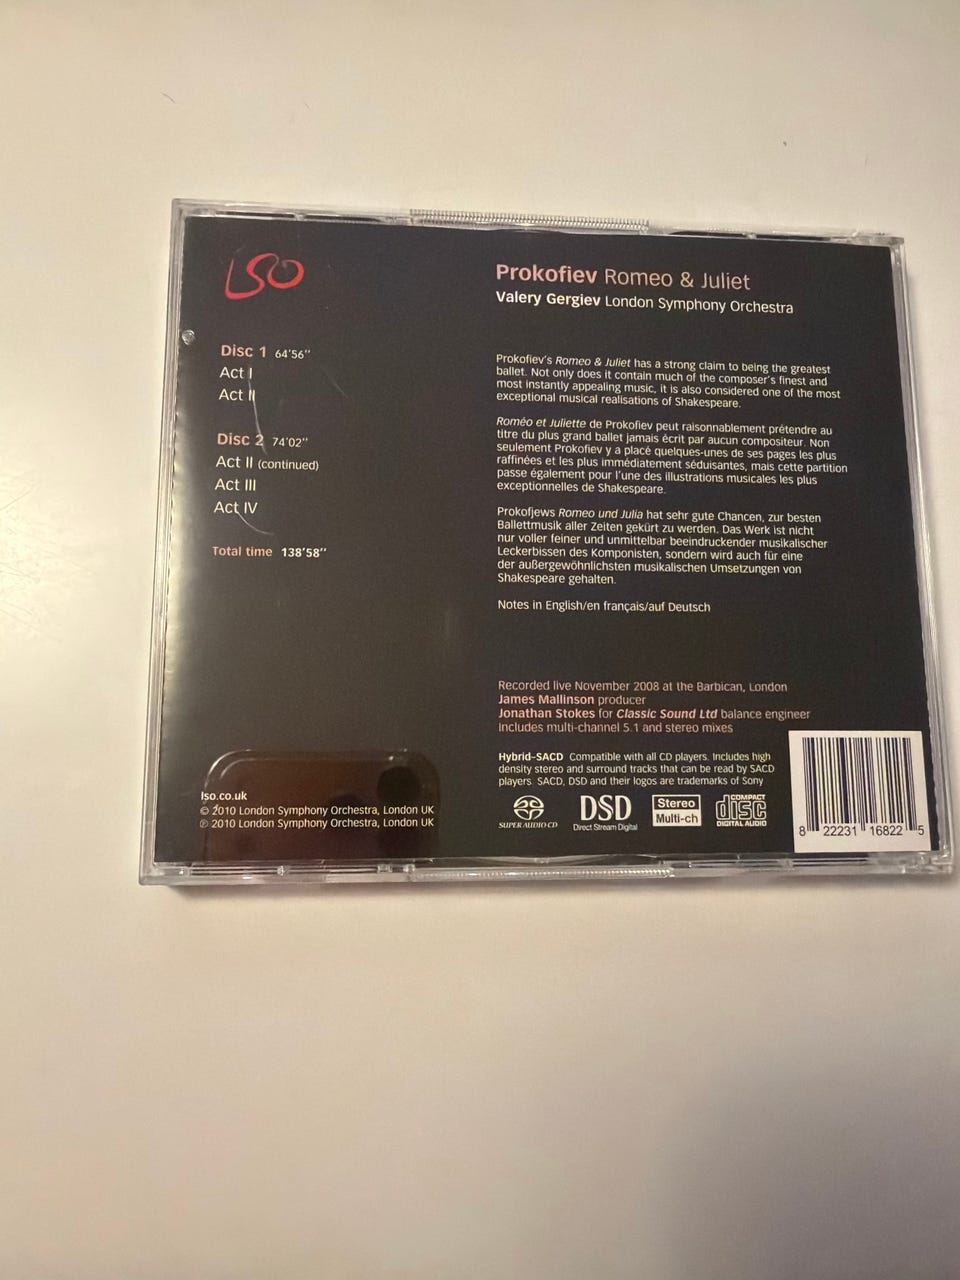 LSO
Prokofiev Romeo & Juliet
Valery Gergiev London Symphony Orchestra
Disc 1 64'56"
Act I
Act II
Disc 2 74'02"
Act II (continued)
Act III
Act IV
Total time 138'58"
Prokofiev's Romeo & Juliet has a strong claim to being the greatest
ballet. Not only does it contain much of the composer's finest and
most instantly appealing music, it is also considered one of the most
exceptional musical realisations of Shakespeare.
Roméo et Juliette de Prokofiev peut raisonnablement prétendre au
titre du plus grand ballet jamais écrit par aucun compositeur. Non
seulement Prokofiev y a placé quelques-unes de ses pages les plus
raffinées et les plus immédiatement séduisantes, mais cette partition
passe également pour l'une des illustrations musicales les plus
exceptionnelles de Shakespeare.
Prokofjews Romeo und Julia hat sehr gute Chancen, zur besten
Ballettmusik aller Zeiten gekürt zu werden. Das Werk ist nicht
nur voller feiner und unmittelbar beeindruckender musikalischer
Leckerbissen des Komponisten, sondern wird auch für eine
der außergewöhnlichsten musikalischen Umsetzungen von
Shakespeare gehalten.
Notes in English/en français/auf Deutsch
Recorded live November 2008 at the Barbican, London
James Mallinson producer
Jonathan Stokes for Classic Sound Ltd balance engineer
Includes multi-channel 5.1 and stereo mixes
Hybrid-SACD Compatible with all CD players. Includes high
density stereo and surround tracks that can be read by SACD
players. SACD, DSD and their logos are trademarks of Sony
lso.co.uk
© 2010 London Symphony Orchestra, London UK
℗ 2010 London Symphony Orchestra, London UK
SUPER AUDIO CD
DSD
Direct Stream Digital
Stereo
Multi-ch
COMPACT
disc
DIGITAL AUDIO
8 22231 16822 5